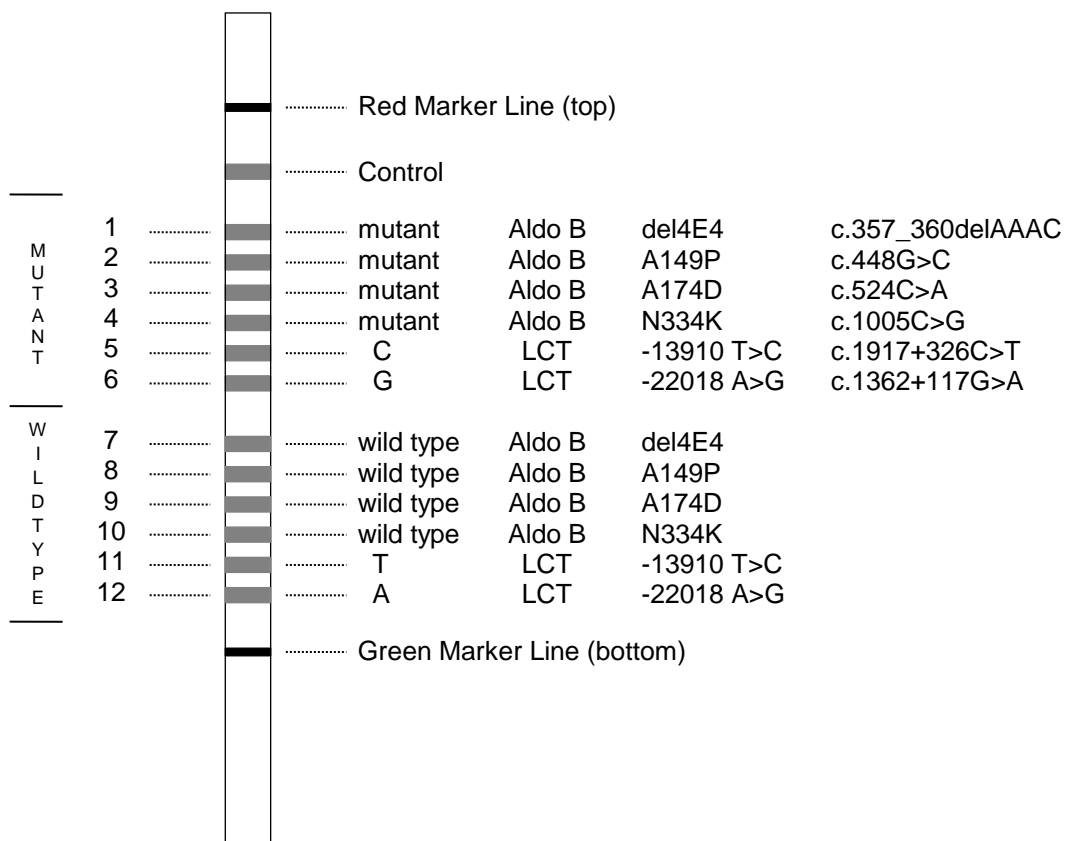 Red Marker Line (top)
Control
MUTANT
1 mutant Aldo B del4E4 c.357_360delAAAC
2 mutant Aldo B A149P c.448G>C
3 mutant Aldo B A174D c.524C>A
4 mutant Aldo B N334K c.1005C>G
5 C LCT -13910 T>C c.1917+326C>T
6 G LCT -22018 A>G c.1362+117G>A
WILDTYPE
7 wild type Aldo B del4E4
8 wild type Aldo B A149P
9 wild type Aldo B A174D
10 wild type Aldo B N334K
11 T LCT -13910 T>C
12 A LCT -22018 A>G
Green Marker Line (bottom)